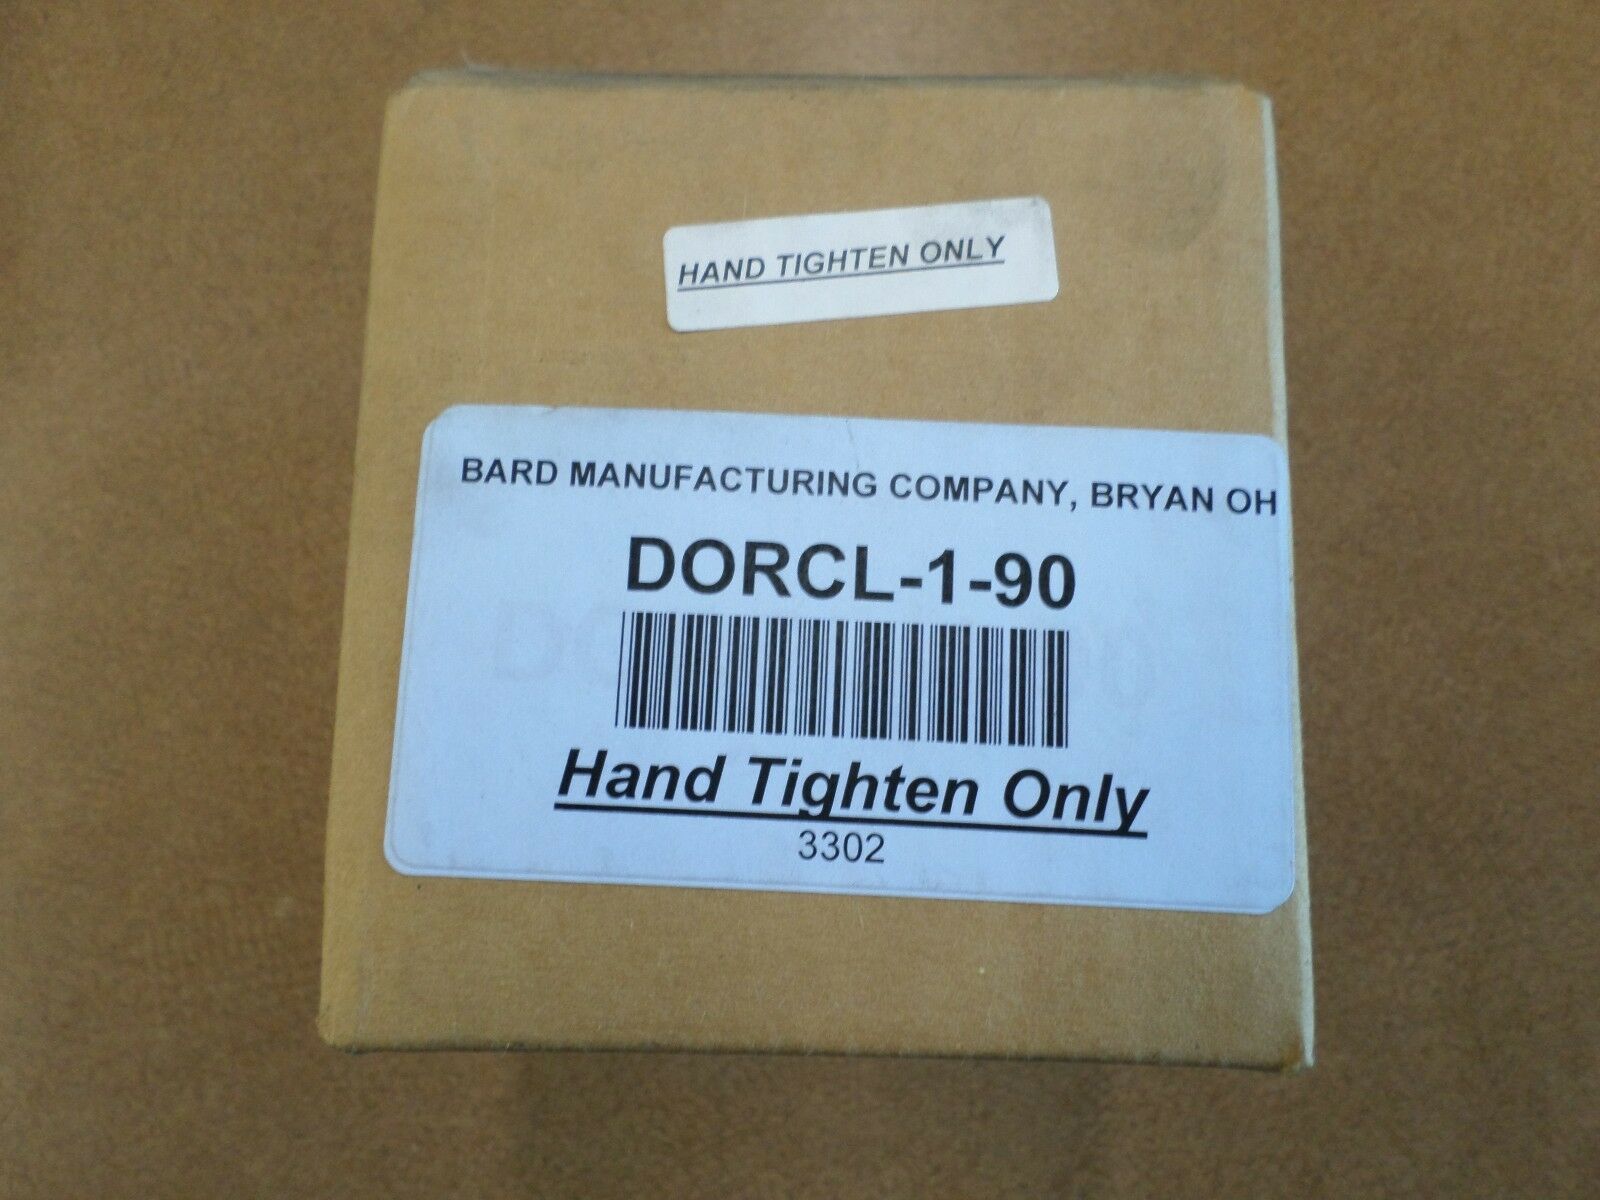 HAND TIGHTEN ONLY
BARD MANUFACTURING COMPANY, BRYAN OH
DORCL-1-90
Hand Tighten Only
3302